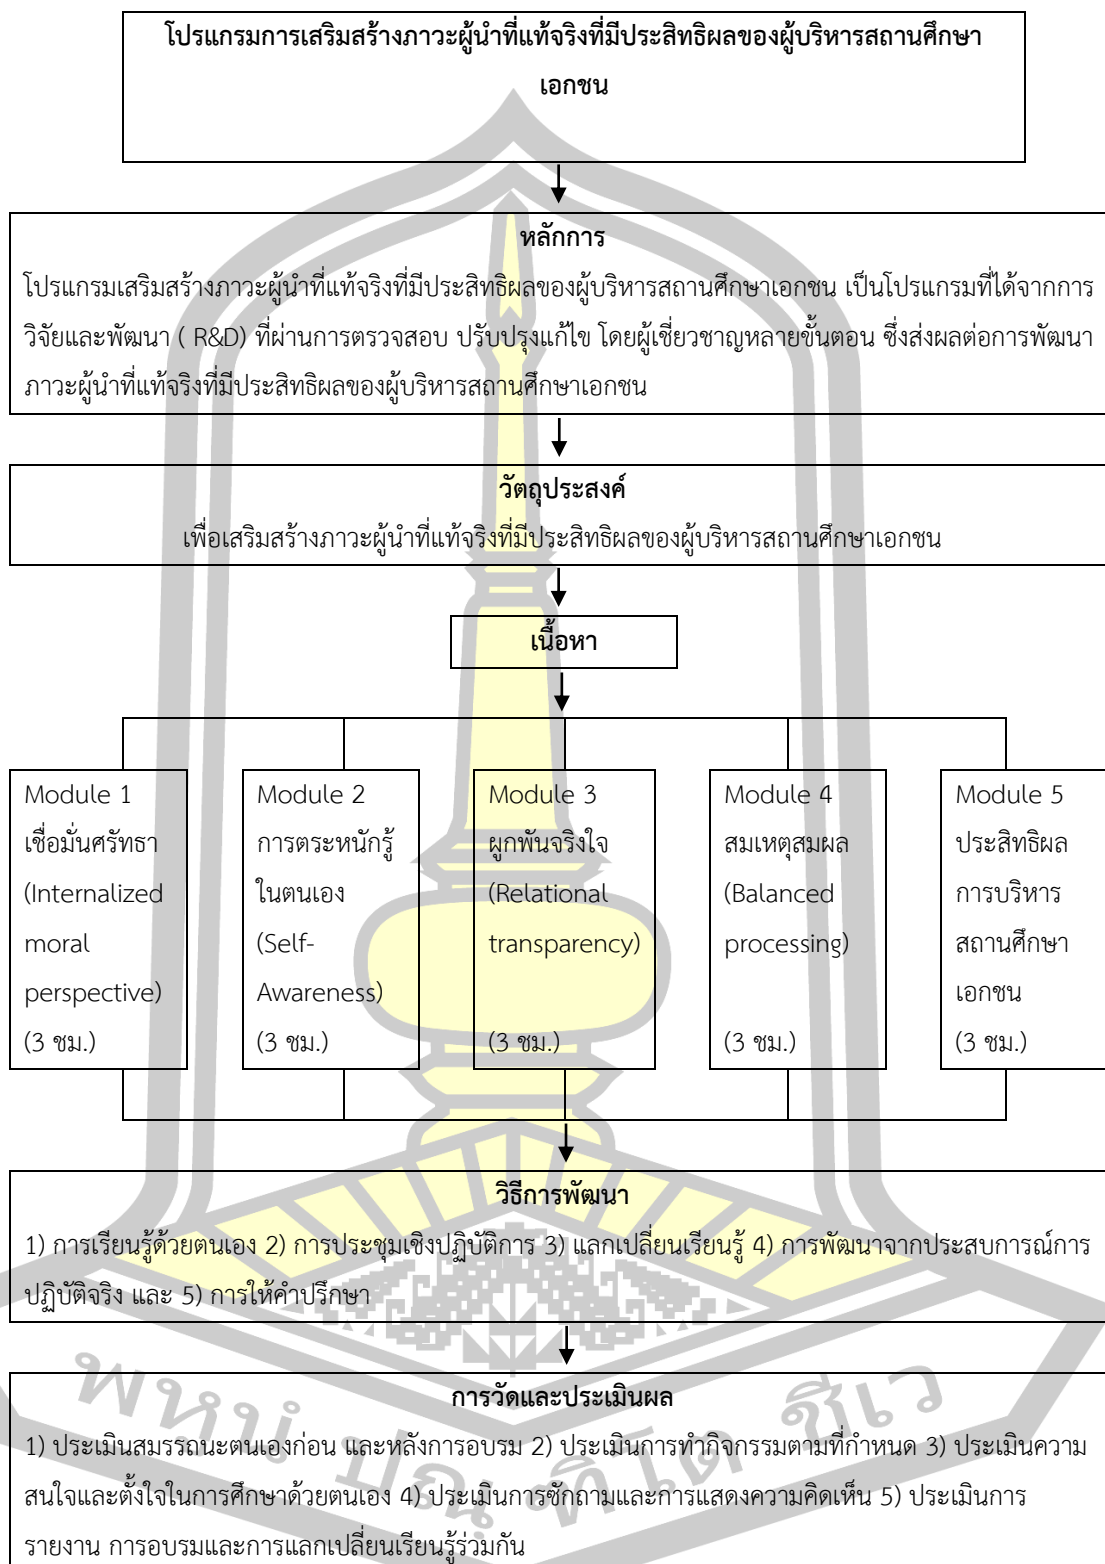 โปรแกรมการเสริมสร้างภาวะผู้นำที่แท้จริงที่มีประสิทธิผลของผู้บริหารสถานศึกษา
เอกชน
หลักการ
โปรแกรมเสริมสร้างภาวะผู้นำที่แท้จริงที่มีประสิทธิผลของผู้บริหารสถานศึกษาเอกชน เป็นโปรแกรมที่ได้จากการ
วิจัยและพัฒนา ( R&D) ที่ผ่านการตรวจสอบ ปรับปรุงแก้ไข โดยผู้เชี่ยวชาญหลายขั้นตอน ซึ่งส่งผลต่อการพัฒนา
ภาวะผู้นำที่แท้จริงที่มีประสิทธิผลของผู้บริหารสถานศึกษาเอกชน
วัตถุประสงค์
เพื่อเสริมสร้างภาวะผู้นำที่แท้จริงที่มีประสิทธิผลของผู้บริหารสถานศึกษาเอกชน
เนื้อหา
Module 1
เชื่อมั่นศรัทธา
(Internalized
moral
perspective)
(3 ชม.)
Module 2
การตระหนักรู้
ในตนเอง
(Self-
Awareness)
(3 ชม.)
Module 3
ผูกพันจริงใจ
(Relational
transparency)
(3 ชม.)
Module 4
สมเหตุสมผล
(Balanced
processing)
(3 ชม.)
Module 5
ประสิทธิผล
การบริหาร
สถานศึกษา
เอกชน
(3 ชม.)
วิธีการพัฒนา
1) การเรียนรู้ด้วยตนเอง 2) การประชุมเชิงปฏิบัติการ 3) แลกเปลี่ยนเรียนรู้ 4) การพัฒนาจากประสบการณ์การ
ปฏิบัติจริง และ 5) การให้คำปรึกษา
การวัดและประเมินผล
1) ประเมินสมรรถนะตนเองก่อน และหลังการอบรม 2) ประเมินการทำกิจกรรมตามที่กำหนด 3) ประเมินความ
สนใจและตั้งใจในการศึกษาด้วยตนเอง 4) ประเมินการซักถามและการแสดงความคิดเห็น 5) ประเมินการ
รายงาน การอบรมและการแลกเปลี่ยนเรียนรู้ร่วมกัน
พหูนํ ปณฺฑิโต ชีเว